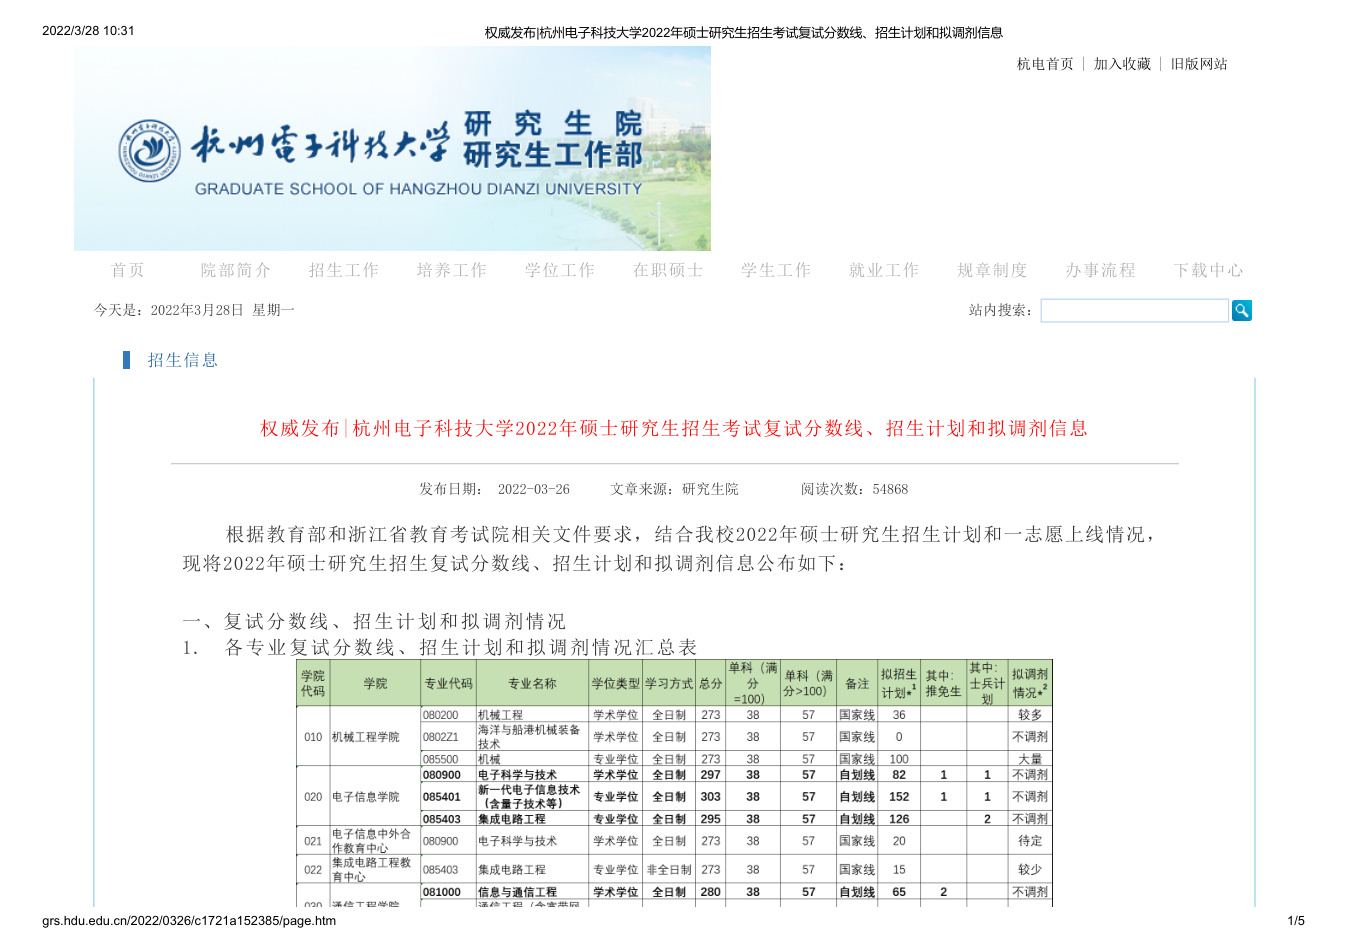 2022/3/28 10:31
权威发布|杭州电子科技大学2022年硕士研究生招生考试复试分数线、招生计划和拟调剂信息
杭电首页 | 加入收藏 | 旧版网站
杭州電子科技大学 研究生院
研究生工作部
GRADUATE SCHOOL OF HANGZHOU DIANZI UNIVERSITY
首页 院部简介 招生工作 培养工作 学位工作 在职硕士 学生工作 就业工作 规章制度 办事流程 下载中心
今天是：2022年3月28日 星期一
站内搜索：
招生信息
权威发布|杭州电子科技大学2022年硕士研究生招生考试复试分数线、招生计划和拟调剂信息
发布日期： 2022-03-26 文章来源：研究生院 阅读次数：54868
根据教育部和浙江省教育考试院相关文件要求，结合我校2022年硕士研究生招生计划和一志愿上线情况，
现将2022年硕士研究生招生复试分数线、招生计划和拟调剂信息公布如下：
一、复试分数线、招生计划和拟调剂情况
1. 各专业复试分数线、招生计划和拟调剂情况汇总表
学院代码 学院 专业代码 专业名称 学位类型 学习方式 总分 单科（满分=100） 单科（满分>100） 备注 拟招生计划*1 其中：推免生 其中：士兵计划 拟调剂情况*2
010 机械工程学院 080200 机械工程 学术学位 全日制 273 38 57 国家线 36 较多
0802Z1 海洋与船港机械装备技术 学术学位 全日制 273 38 57 国家线 0 不调剂
085500 机械 专业学位 全日制 273 38 57 国家线 100 大量
020 电子信息学院 080900 电子科学与技术 学术学位 全日制 297 38 57 自划线 82 1 1 不调剂
085401 新一代电子信息技术（含量子技术等） 专业学位 全日制 303 38 57 自划线 152 1 1 不调剂
085403 集成电路工程 专业学位 全日制 295 38 57 自划线 126 2 不调剂
021 电子信息中外合作教育中心 080900 电子科学与技术 学术学位 全日制 273 38 57 国家线 20 待定
022 集成电路工程教育中心 085403 集成电路工程 专业学位 非全日制 273 38 57 国家线 15 较少
081000 信息与通信工程 学术学位 全日制 280 38 57 自划线 65 2 不调剂
030 通信工程学院 通信工程（含宽带网
grs.hdu.edu.cn/2022/0326/c1721a152385/page.htm
1/5